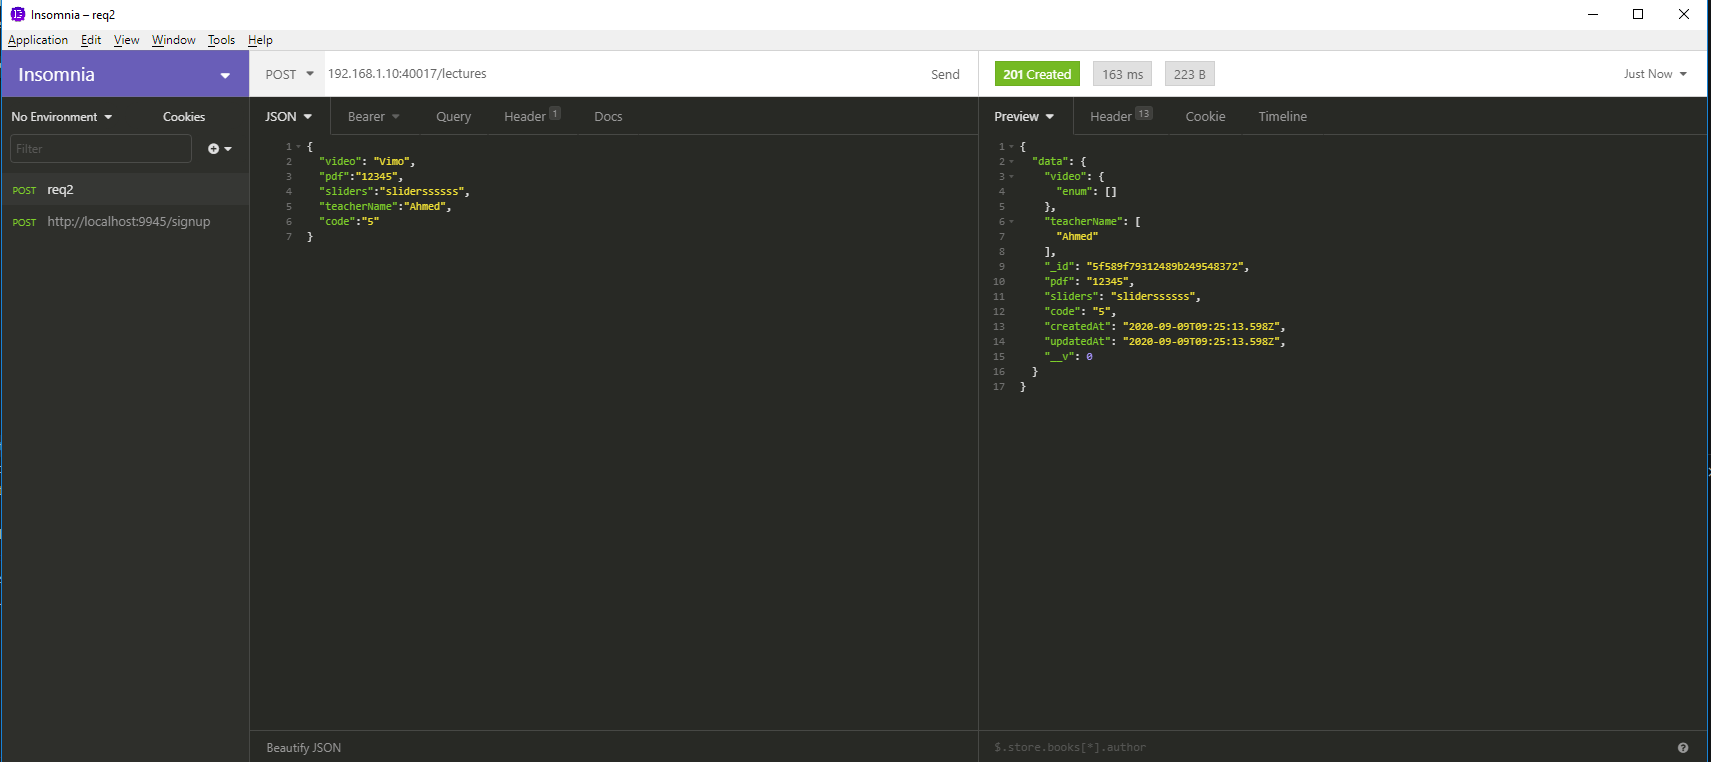 Insomnia – req2
Application Edit View Window Tools Help
Insomnia
POST 192.168.1.10:40017/lectures Send
201 Created 163 ms 223 B Just Now
No Environment Cookies
JSON Bearer Query Header 1 Docs
Preview Header 13 Cookie Timeline
Filter
POST req2
POST http://localhost:9945/signup
1 {
2 "video": "Vimo",
3 "pdf":"12345",
4 "sliders":"sliderssssss",
5 "teacherName":"Ahmed",
6 "code":"5"
7 }
1 {
2 "data": {
3 "video": {
4 "enum": []
5 },
6 "teacherName": [
7 "Ahmed"
8 ],
9 "_id": "5f589f79312489b249548372",
10 "pdf": "12345",
11 "sliders": "sliderssssss",
12 "code": "5",
13 "createdAt": "2020-09-09T09:25:13.598Z",
14 "updatedAt": "2020-09-09T09:25:13.598Z",
15 "__v": 0
16 }
17 }
Beautify JSON
$.store.books[*].author